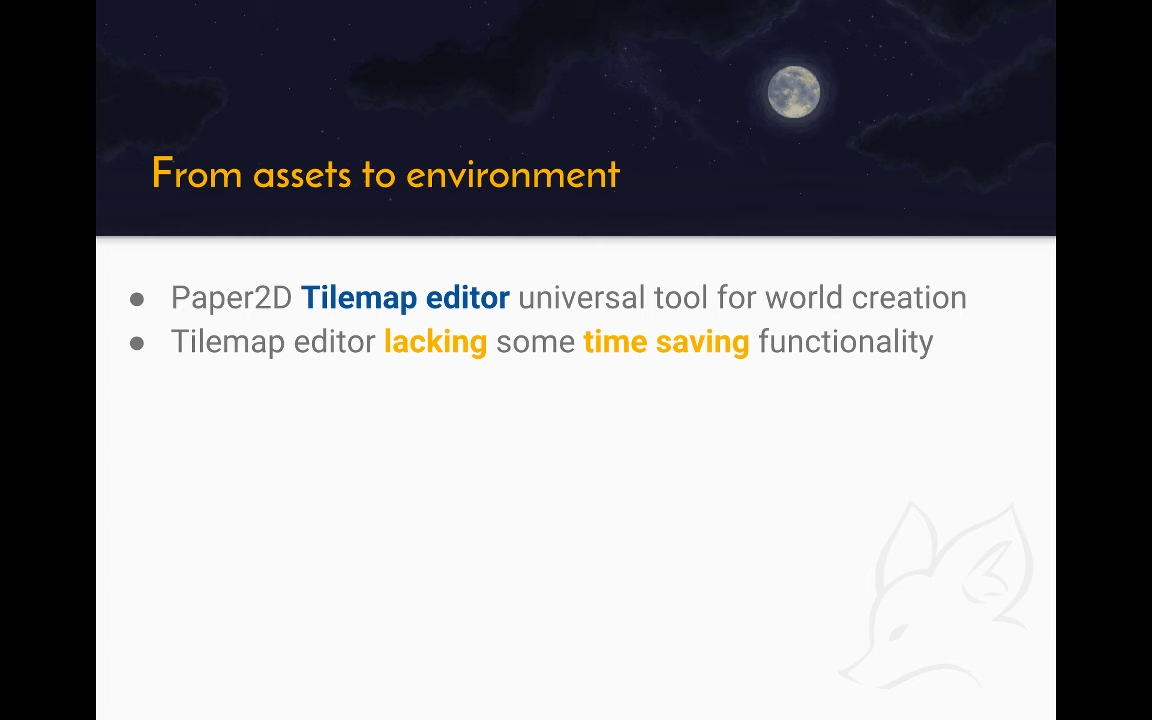 From assets to environment
● Paper2D Tilemap editor universal tool for world creation
● Tilemap editor lacking some time saving functionality